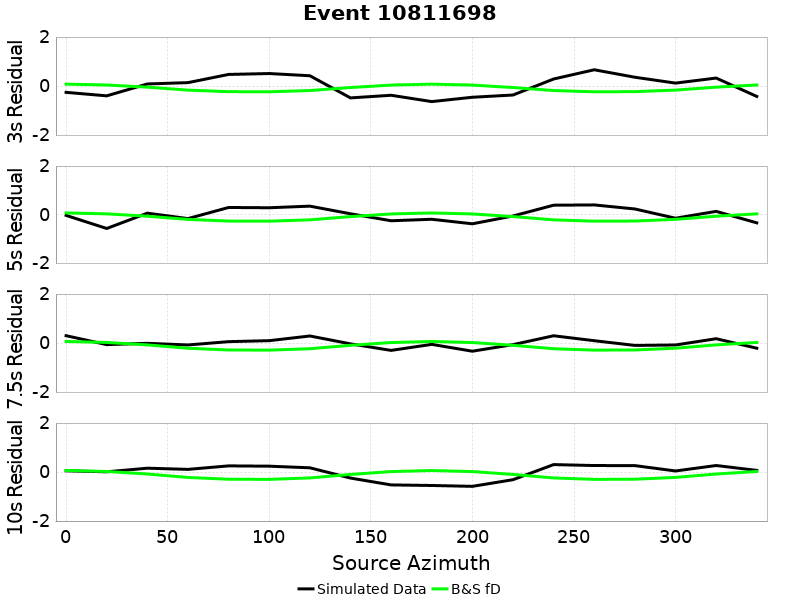 Event 10811698
3s Residual
2
0
-2
5s Residual
2
0
-2
7.5s Residual
2
0
-2
10s Residual
2
0
-2
0 50 100 150 200 250 300
Source Azimuth
Simulated Data B&S fD